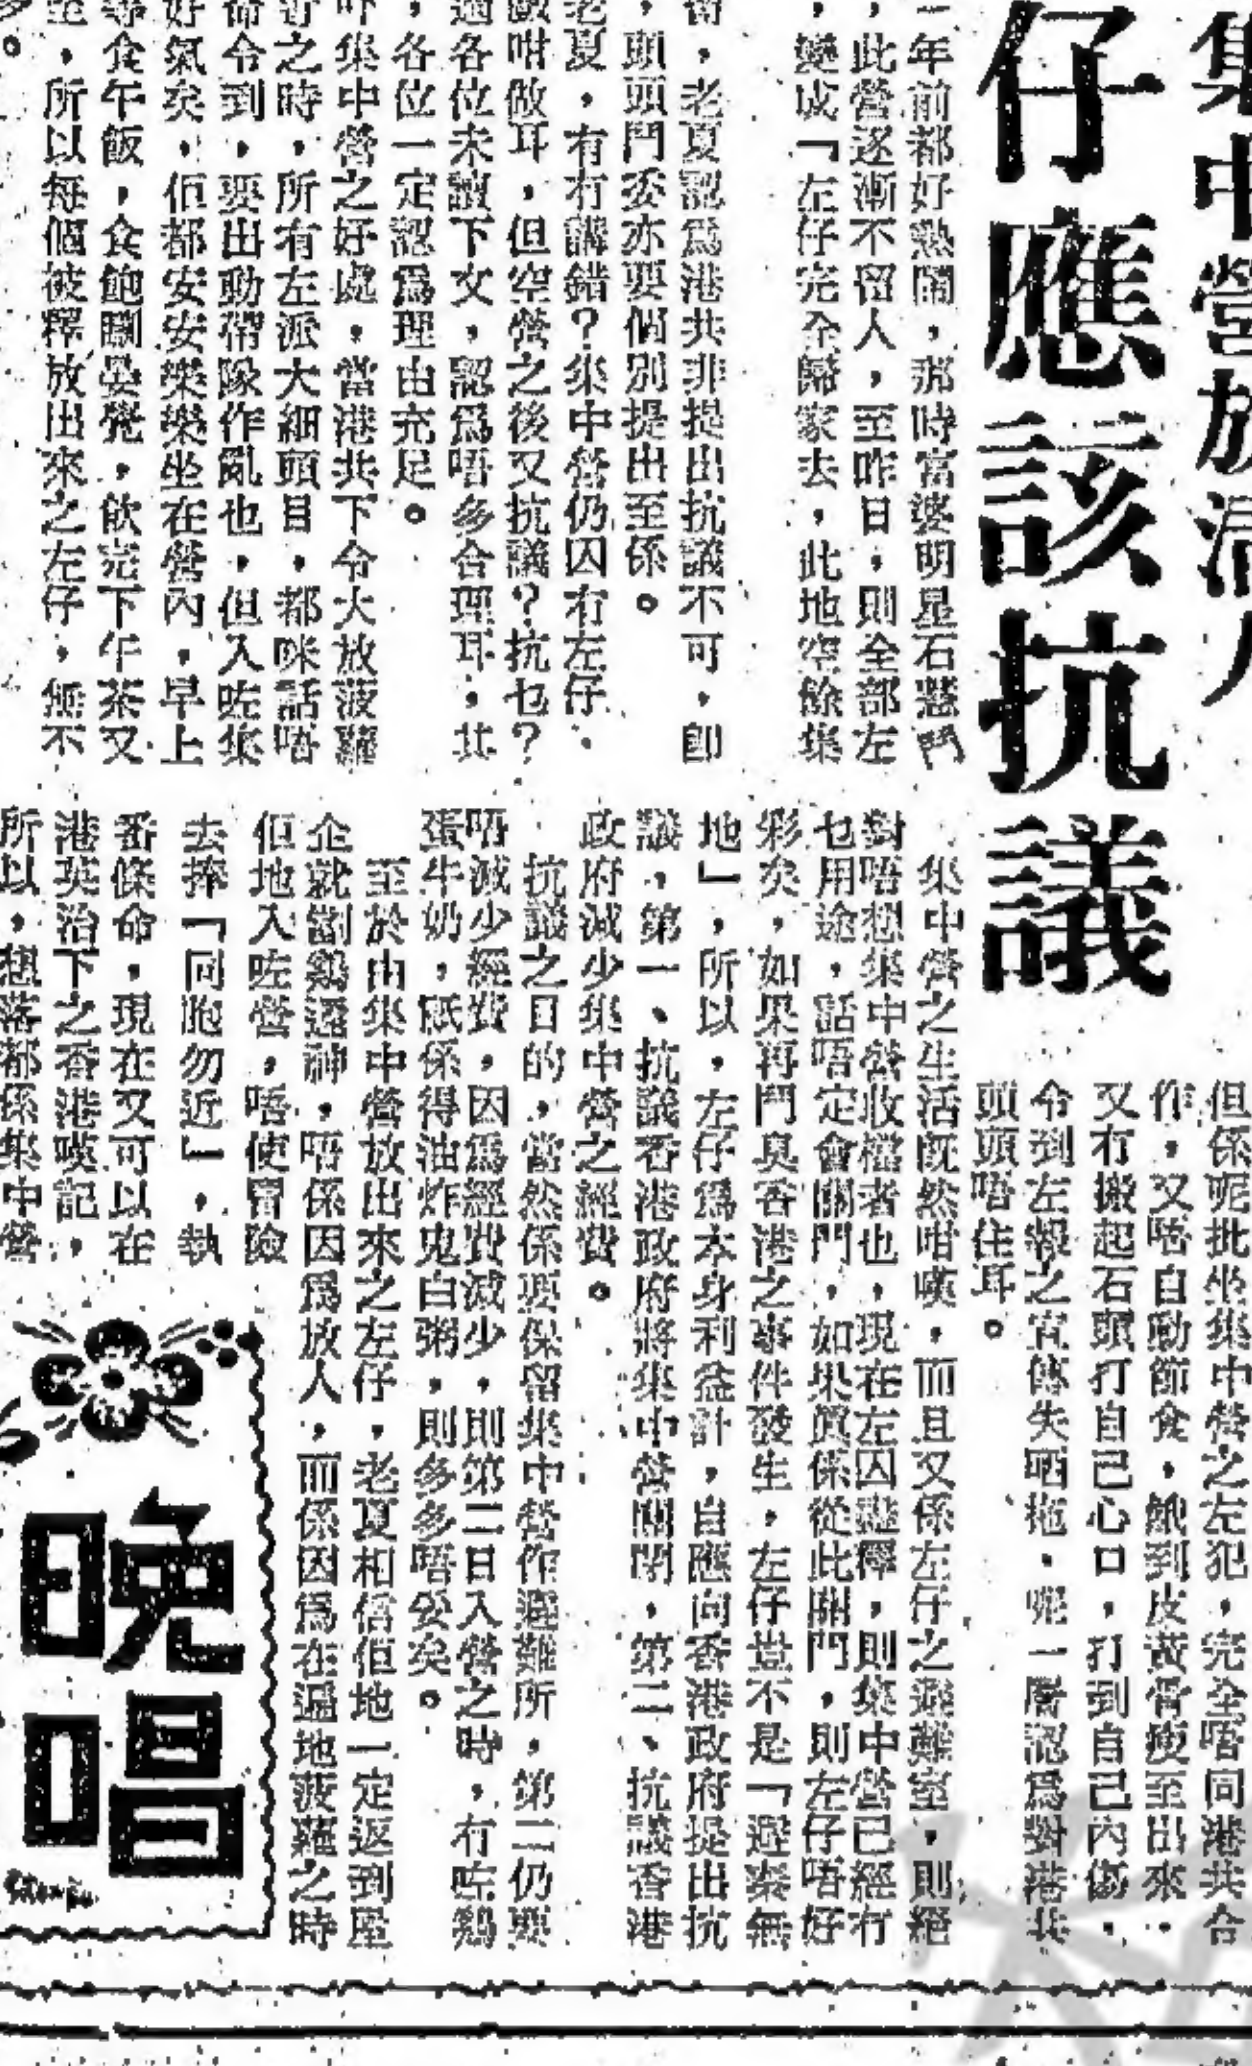 集中營放清人
仔應該抗議
二年前都好熱鬧，那時富婆明星石慧鬥
，此營逐漸不留人，至昨日，則全部左
，變成「左仔完全歸家去，此地空餘集
，老夏認為港共非提出抗議不可，卽
，頭頭鬥委亦要個別提出至係。
老夏，有冇講錯？集中營仍囚有左仔，
咁做耳，但空營之後又抗議？抗乜？
過各位未讀下文，認為唔多合理耳，其
，各位一定認為理由充足。
吓集中營之好處，當港共下令大放菠蘿
之時，所有左派大細頭目，都咪話唔
命令到，要出動帶隊作亂也，但入咗集
好氣矣，佢都安安樂樂坐在營內，早上
等食午飯，食飽瞓晏覺，飲完下午茶又
至，所以每個被釋放出來之左仔，無不
多。
但係呢批坐集中營之左犯，完全唔同港共合
作，又唔自動節食，餓到皮黃骨瘦至出來，
又冇搬起石頭打自己心口，打到自己內傷，
令到左報之宣傳失晒拖，呢一層認為對港共
頭頭唔住耳。
集中營之生活既然咁嘆，而且又係左仔之避難室，則絕
對唔想集中營收檔者也，現在左囚釋，則集中營已經冇
乜用途，話唔定會關門，如果真係從此關門，則左仔唔好
彩矣，如果再鬥臭香港之事件發生，左仔豈不是「避秦無
地」，所以，左仔為本身利益計，自應向香港政府提出抗
議，第一、抗議香港政府將集中營關閉，第二、抗議香港
政府減少集中營之經費。
抗議之目的，當然係要保留集中營作避難所，第二仍要
唔減少經費，因為經費減少，則第二日入營之時，冇咗鷄
蛋牛奶，祇係得油炸鬼白粥，則多多唔妥矣。
至於由集中營放出來之左仔，老夏相信佢地一定返到屋
企就劏鷄還神，唔係因為放人，而係因為在遍地菠蘿之時
佢地入咗營，唔使冒險
去捧「同胞勿近」，執
番條命，現在又可以在
港英治下之香港嘆記，
所以，想落都係集中營
晚唱